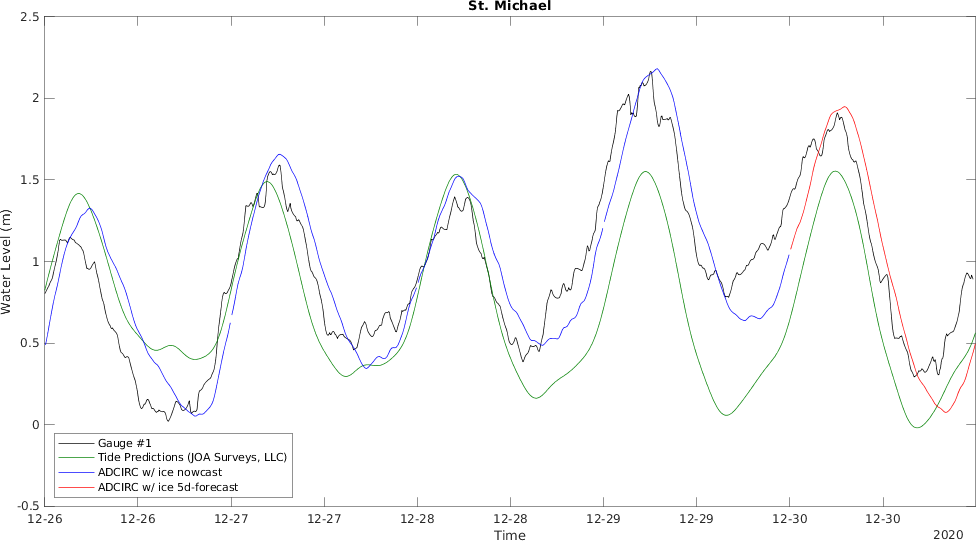 St. Michael
2.5
2
1.5
1
0.5
0
-0.5
Water Level (m)
Gauge #1
Tide Predictions (JOA Surveys, LLC)
ADCIRC w/ ice nowcast
ADCIRC w/ ice 5d-forecast
12-26 12-26 12-27 12-27 12-28 12-28 12-29 12-29 12-30 12-30
Time
2020